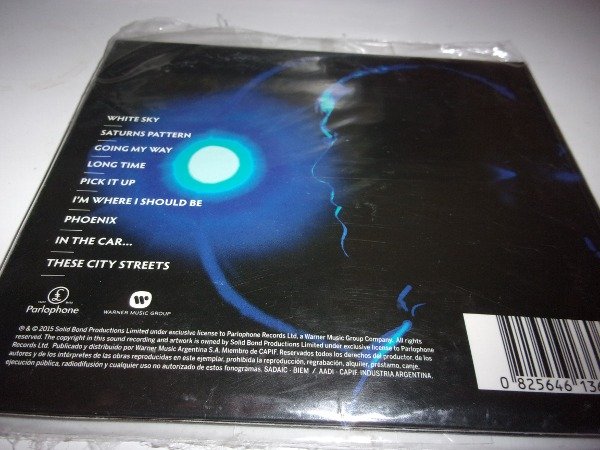 WHITE SKY
SATURNS PATTERN
GOING MY WAY
LONG TIME
PICK IT UP
I'M WHERE I SHOULD BE
PHOENIX
IN THE CAR...
THESE CITY STREETS
Parlophone
WARNER MUSIC GROUP
℗ & © 2015 Solid Bond Productions Limited under exclusive license to Parlophone Records Ltd, a Warner Music Group Company. All rights
reserved. The copyright in this sound recording and artwork is owned by Solid Bond Productions Limited under exclusive license to Parlophone
Records Ltd. Publicado y distribuido por Warner Music Argentina S.A. Miembro de CAPIF. Reservados todos los derechos del productor, de los
autores y de los intérpretes de las obras reproducidas en este ejemplar, prohibida la reproducción, regrabación, alquiler, préstamo, canje,
ejecución pública, radiodifusión y cualquier uso no autorizado de estos fonogramas. SADAIC - BIEM / AADI - CAPIF. INDUSTRIA ARGENTINA.
0 825646 136